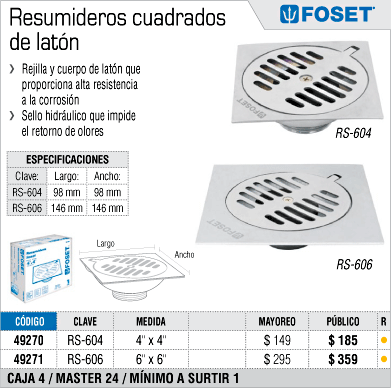 Resumideros cuadrados
de latón
FOSET®
Rejilla y cuerpo de latón que
proporciona alta resistencia
a la corrosión
Sello hidráulico que impide
el retorno de olores
FOSET
RS-604
ESPECIFICACIONES
Clave: Largo: Ancho:
RS-604 98 mm 98 mm
RS-606 146 mm 146 mm
FOSET
RS-606
FOSET
Largo
Ancho
CÓDIGO CLAVE MEDIDA MAYOREO PÚBLICO R
49270 RS-604 4" x 4" $ 149 $ 185
49271 RS-606 6" x 6" $ 295 $ 359
CAJA 4 / MASTER 24 / MÍNIMO A SURTIR 1